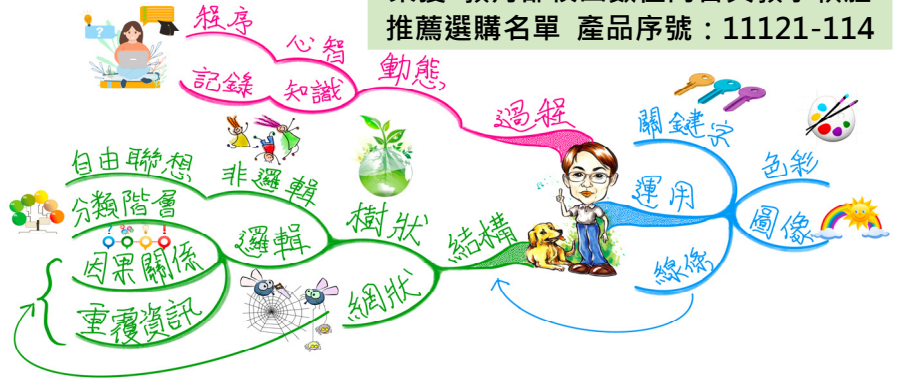 推薦選購名單 產品序號：11121-114
過程
動態
心智
知識
程序
記錄
關鍵字
運用
色彩
圖像
線條
結構
樹狀
非邏輯
自由聯想
邏輯
分類階層
因果關係
網狀
重覆資訊